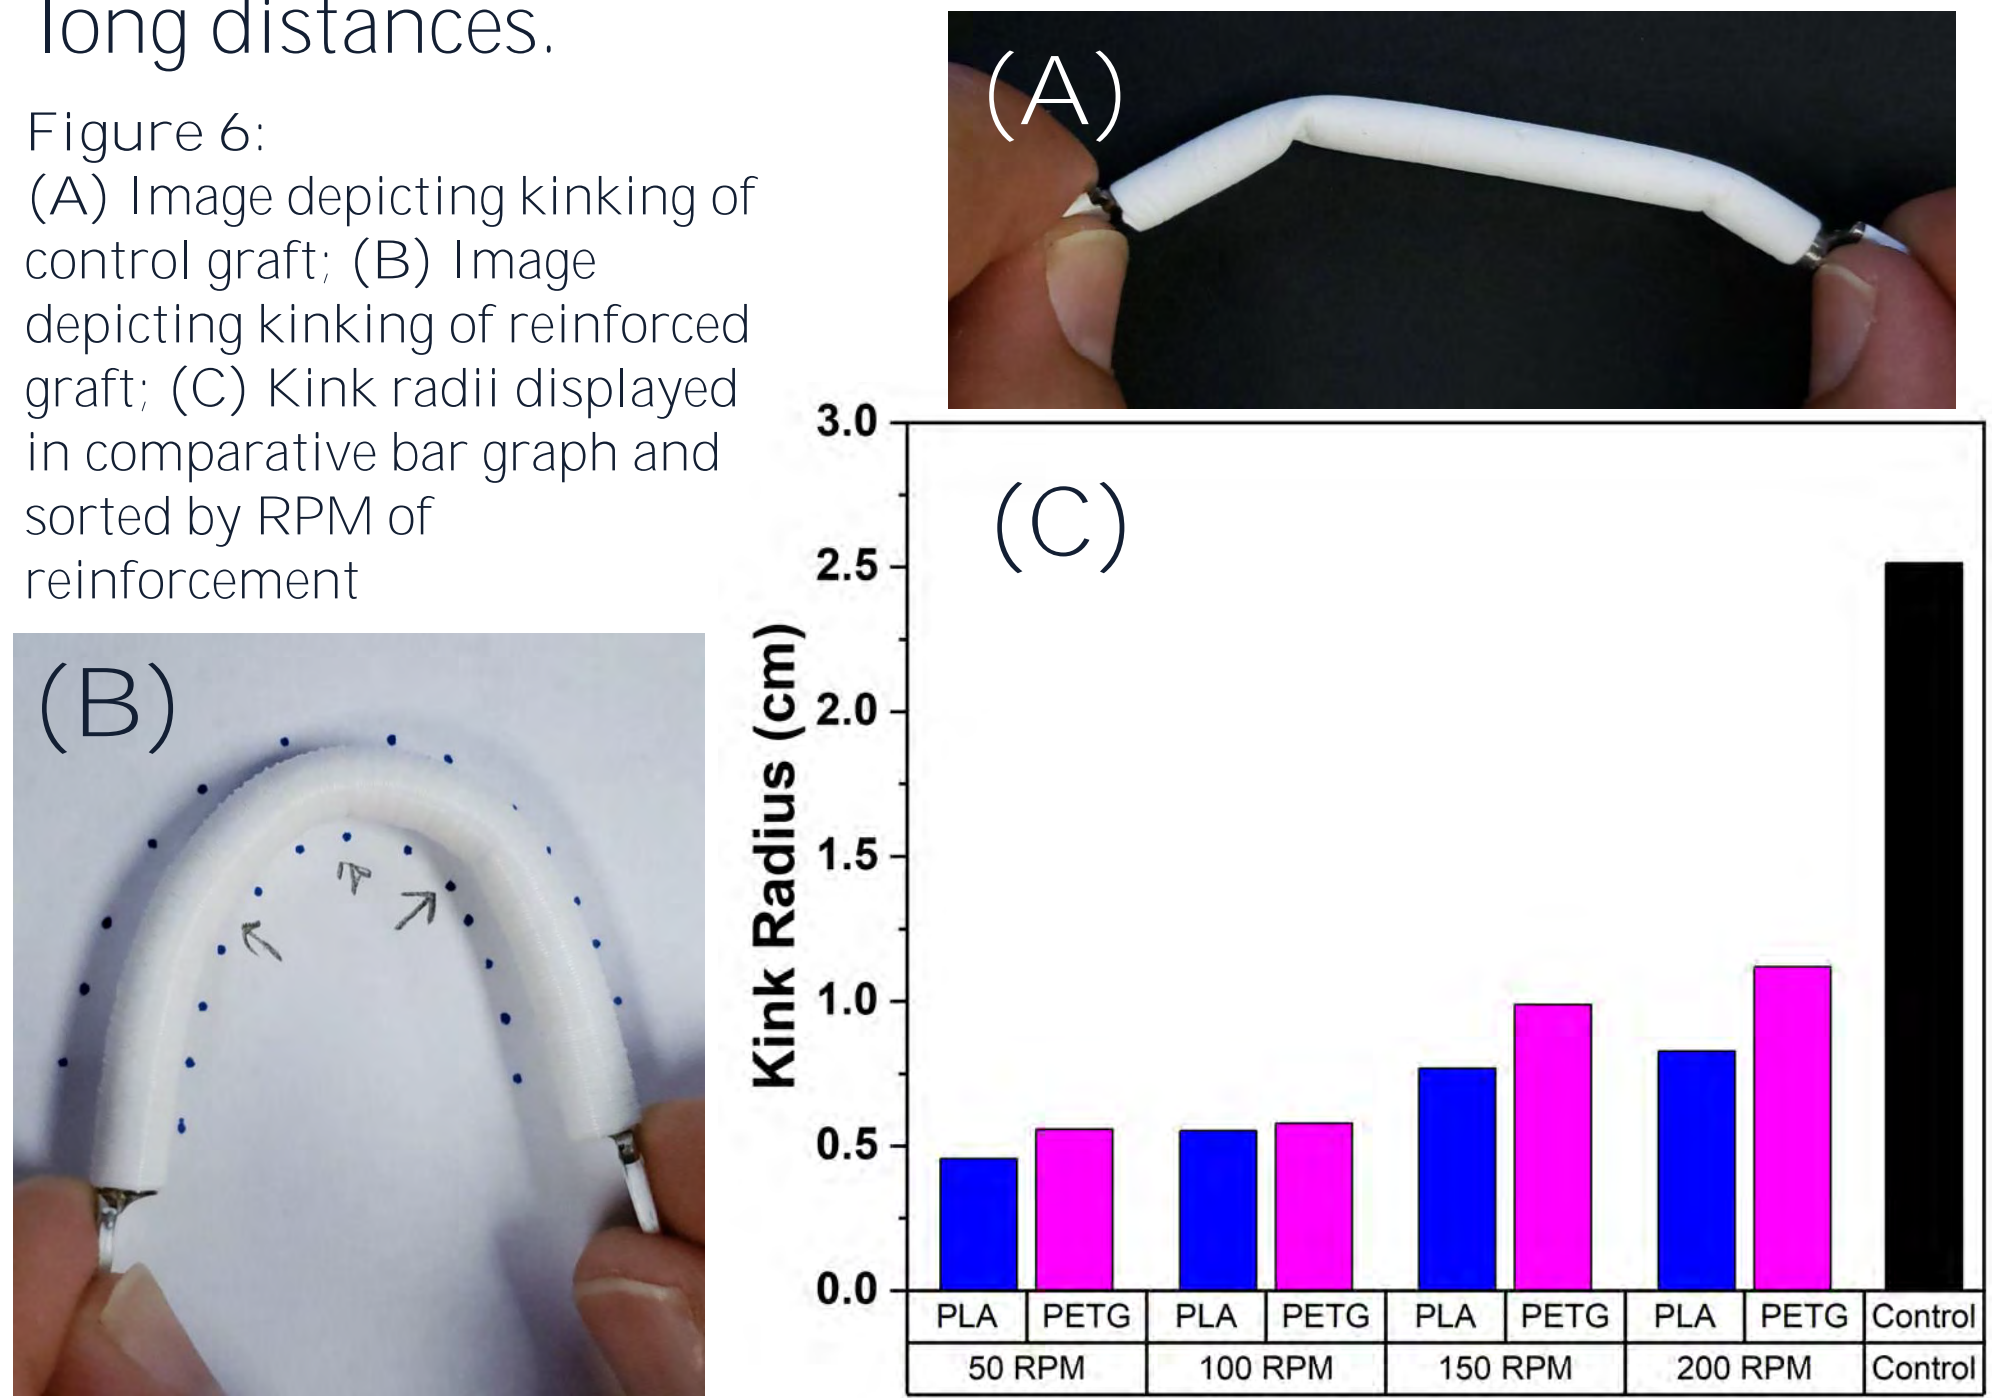 long distances.
Figure 6:
(A) Image depicting kinking of
control graft; (B) Image
depicting kinking of reinforced
graft; (C) Kink radii displayed
in comparative bar graph and
sorted by RPM of
reinforcement
(A)
(B)
(C)
Kink Radius (cm)
3.0
2.5
2.0
1.5
1.0
0.5
0.0
PLA PETG PLA PETG PLA PETG PLA PETG Control
50 RPM 100 RPM 150 RPM 200 RPM Control